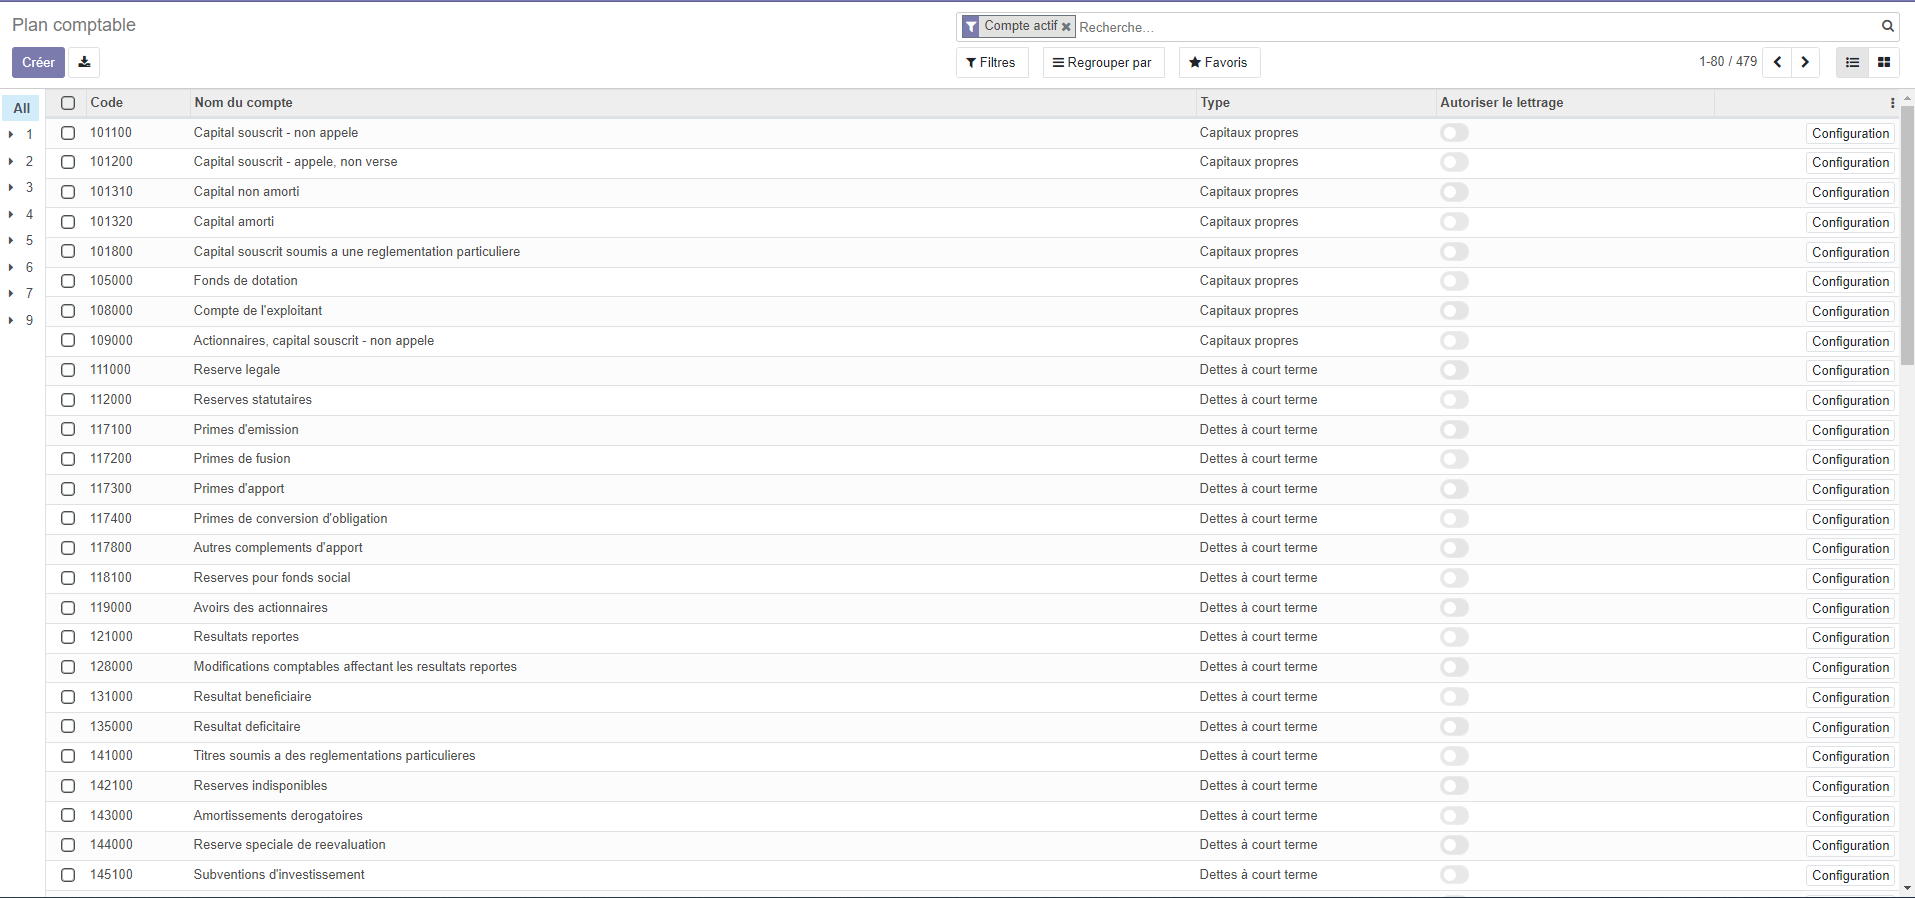 Plan comptable
Compte actif Recherche...
Créer
Filtres Regrouper par Favoris 1-80 / 479
All
1
2
3
4
5
6
7
9
Code Nom du compte Type Autoriser le lettrage
101100 Capital souscrit - non appele Capitaux propres Configuration
101200 Capital souscrit - appele, non verse Capitaux propres Configuration
101310 Capital non amorti Capitaux propres Configuration
101320 Capital amorti Capitaux propres Configuration
101800 Capital souscrit soumis a une reglementation particuliere Capitaux propres Configuration
105000 Fonds de dotation Capitaux propres Configuration
108000 Compte de l'exploitant Capitaux propres Configuration
109000 Actionnaires, capital souscrit - non appele Capitaux propres Configuration
111000 Reserve legale Dettes à court terme Configuration
112000 Reserves statutaires Dettes à court terme Configuration
117100 Primes d'emission Dettes à court terme Configuration
117200 Primes de fusion Dettes à court terme Configuration
117300 Primes d'apport Dettes à court terme Configuration
117400 Primes de conversion d'obligation Dettes à court terme Configuration
117800 Autres complements d'apport Dettes à court terme Configuration
118100 Reserves pour fonds social Dettes à court terme Configuration
119000 Avoirs des actionnaires Dettes à court terme Configuration
121000 Resultats reportes Dettes à court terme Configuration
128000 Modifications comptables affectant les resultats reportes Dettes à court terme Configuration
131000 Resultat beneficiaire Dettes à court terme Configuration
135000 Resultat deficitaire Dettes à court terme Configuration
141000 Titres soumis a des reglementations particulieres Dettes à court terme Configuration
142100 Reserves indisponibles Dettes à court terme Configuration
143000 Amortissements derogatoires Dettes à court terme Configuration
144000 Reserve speciale de reevaluation Dettes à court terme Configuration
145100 Subventions d'investissement Dettes à court terme Configuration